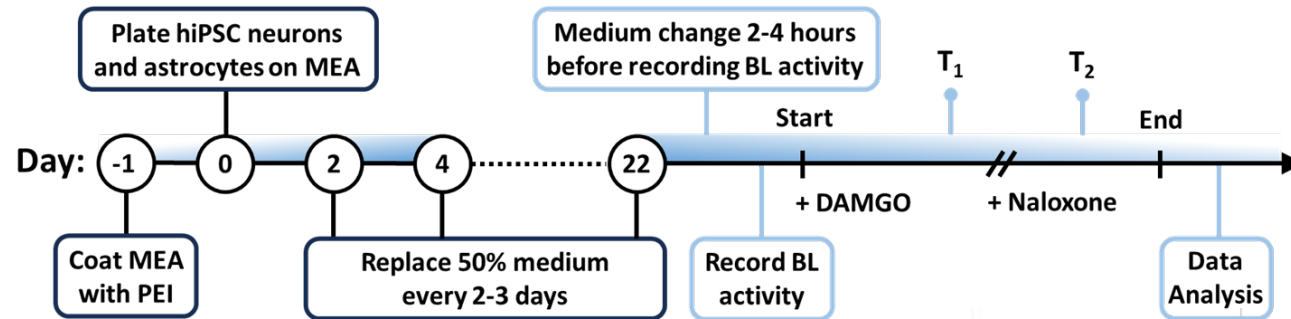 Plate hiPSC neurons
and astrocytes on MEA
Medium change 2-4 hours
before recording BL activity
T1
T2
Start
End
Day:
-1
0
2
4
22
+ DAMGO
+ Naloxone
Coat MEA
with PEI
Replace 50% medium
every 2-3 days
Record BL
activity
Data
Analysis